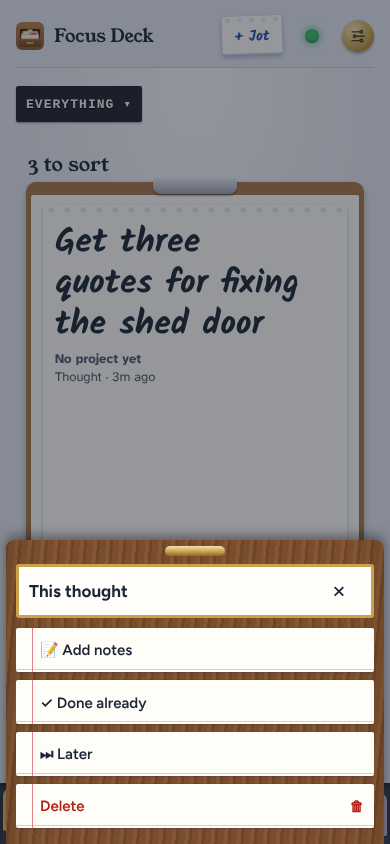 Focus Deck
+ Jot
EVERYTHING ▾
3 to sort
Get three
quotes for fixing
the shed door
No project yet
Thought · 3m ago
This thought
✕
📝 Add notes
✓ Done already
⏭ Later
Delete 🗑